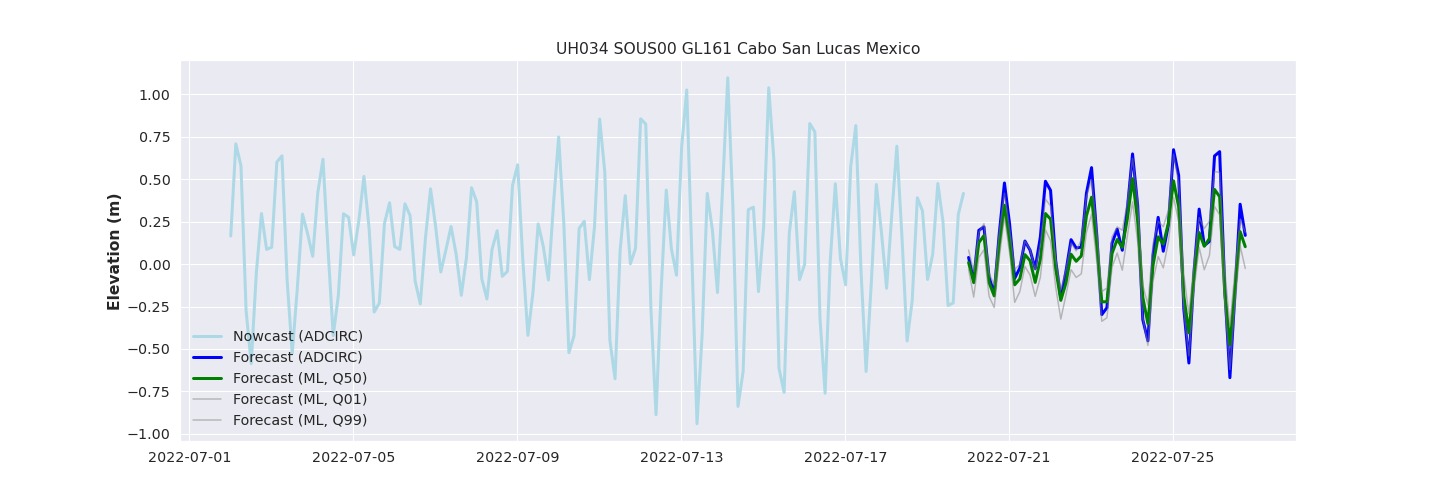 UH034 SOUS00 GL161 Cabo San Lucas Mexico
Elevation (m)
1.00
0.75
0.50
0.25
0.00
−0.25
−0.50
−0.75
−1.00
Nowcast (ADCIRC)
Forecast (ADCIRC)
Forecast (ML, Q50)
Forecast (ML, Q01)
Forecast (ML, Q99)
2022-07-01 2022-07-05 2022-07-09 2022-07-13 2022-07-17 2022-07-21 2022-07-25